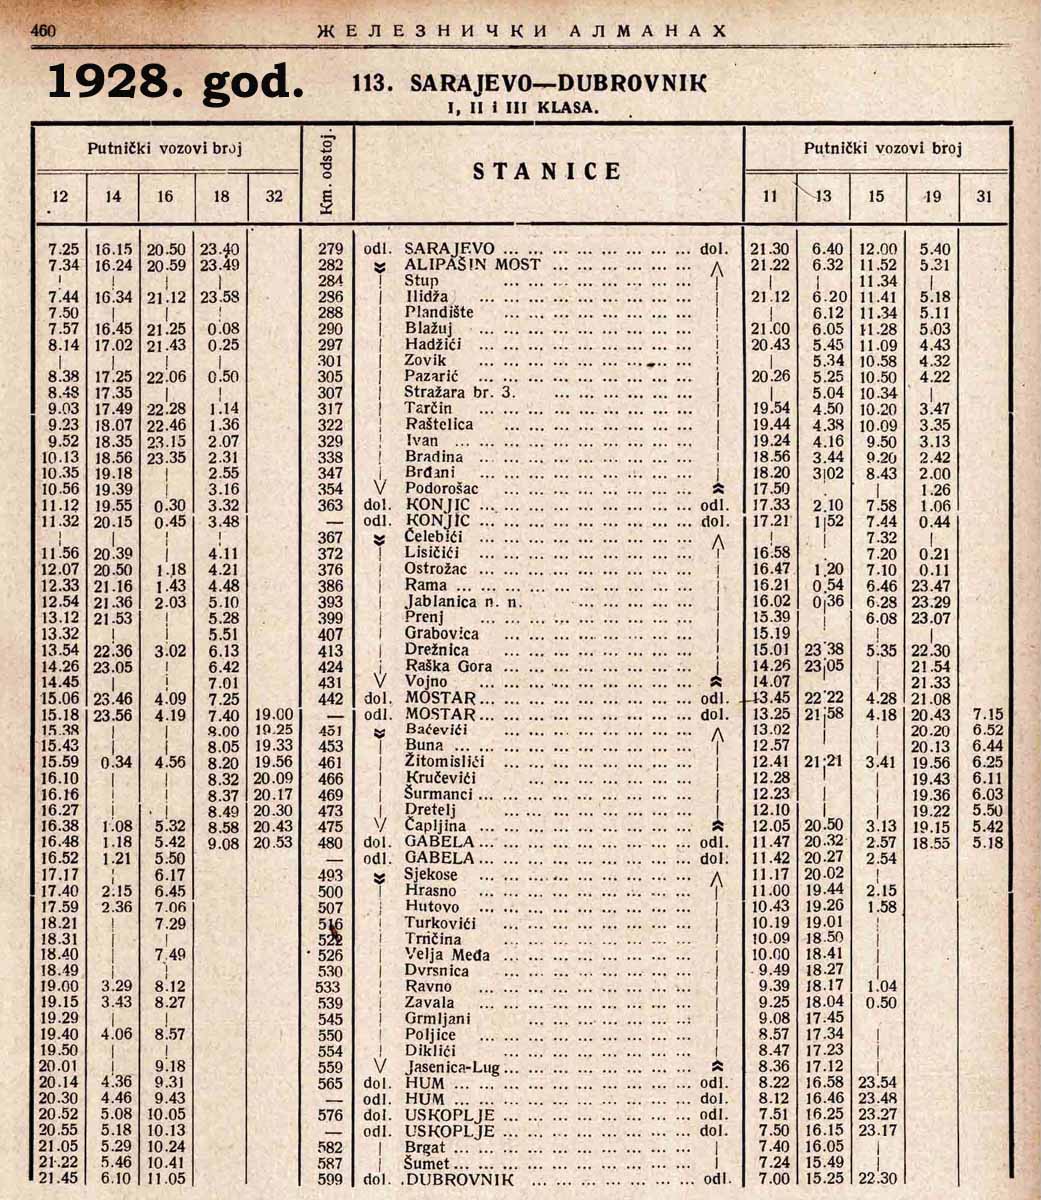 460
ЖЕЛЕЗНИЧКИ АЛМАНАХ
1928. god.
113. SARAJEVO—DUBROVNIK
I, II i III KLASA.
Putnički vozovi broj Km. odstoj. STANICE Putnički vozovi broj
12 14 16 18 32 11 13 15 19 31
7.25 16.15 20.50 23.40 279 odl. SARAJEVO dol. 21.30 6.40 12.00 5.40
7.34 16.24 20.59 23.49 282 ALIPAŠIN MOST 21.22 6.32 11.52 5.31
284 Stup 11.34
7.44 16.34 21.12 23.58 286 Ilidža 21.12 6.20 11.41 5.18
7.50 288 Plandište 6.12 11.34 5.11
7.57 16.45 21.25 0.08 290 Blažuj 21.00 6.05 11.28 5.03
8.14 17.02 21.43 0.25 297 Hadžići 20.43 5.45 11.09 4.43
301 Zovik 5.34 10.58 4.32
8.38 17.25 22.06 0.50 305 Pazarić 20.26 5.25 10.50 4.22
8.48 17.35 307 Stražara br. 3. 5.04 10.34
9.03 17.49 22.28 1.14 317 Tarčin 19.54 4.50 10.20 3.47
9.23 18.07 22.46 1.36 322 Raštelica 19.44 4.38 10.09 3.35
9.52 18.35 23.15 2.07 329 Ivan 19.24 4.16 9.50 3.13
10.13 18.56 23.35 2.31 338 Bradina 18.56 3.44 9.20 2.42
10.35 19.18 2.55 347 Brđani 18.20 3.02 8.43 2.00
10.56 19.39 3.16 354 Podorošac 17.50 1.26
11.12 19.55 0.30 3.32 363 dol. KONJIC odl. 17.33 2.10 7.58 1.06
11.32 20.15 0.45 3.48 — odl. KONJIC dol. 17.21 1.52 7.44 0.44
367 Čelebići 7.32
11.56 20.39 4.11 372 Lisičići 16.58 7.20 0.21
12.07 20.50 1.18 4.21 376 Ostrožac 16.47 1.20 7.10 0.11
12.33 21.16 1.43 4.48 386 Rama 16.21 0.54 6.46 23.47
12.54 21.36 2.03 5.10 393 Jablanica n. n. 16.02 0.36 6.28 23.29
13.12 21.53 5.28 399 Prenj 15.39 6.08 23.07
13.32 5.51 407 Grabovica 15.19
13.54 22.36 3.02 6.13 413 Drežnica 15.01 23.38 5.35 22.30
14.26 23.05 6.42 424 Raška Gora 14.26 23.05 21.54
14.45 7.01 431 Vojno 14.07 21.33
15.06 23.46 4.09 7.25 442 dol. MOSTAR odl. 13.45 22.22 4.28 21.08
15.18 23.56 4.19 7.40 19.00 — odl. MOSTAR dol. 13.25 21.58 4.18 20.43 7.15
15.38 8.00 19.25 451 Baćevići 13.02 20.20 6.52
15.43 8.05 19.33 453 Buna 12.57 20.13 6.44
15.59 0.34 4.56 8.20 19.56 461 Žitomislići 12.41 21.21 3.41 19.56 6.25
16.10 8.32 20.09 466 Kručevići 12.28 19.43 6.11
16.16 8.37 20.17 469 Šurmanci 12.23 19.36 6.03
16.27 8.49 20.30 473 Dretelj 12.10 19.22 5.50
16.38 1.08 5.32 8.58 20.43 475 Čapljina 12.05 20.50 3.13 19.15 5.42
16.48 1.18 5.42 9.08 20.53 480 dol. GABELA odl. 11.47 20.32 2.57 18.55 5.18
16.52 1.21 5.50 — odl. GABELA dol. 11.42 20.27 2.54
17.17 6.17 493 Sjekose 11.17 20.02
17.40 2.15 6.45 500 Hrasno 11.00 19.44 2.15
17.59 2.36 7.06 507 Hutovo 10.43 19.26 1.58
18.21 7.29 516 Turkovići 10.19 19.01
18.31 522 Trnčina 10.09 18.50
18.40 7.49 526 Velja Međa 10.00 18.41
18.49 530 Dvrsnica 9.49 18.27
19.00 3.29 8.12 533 Ravno 9.39 18.17 1.04
19.15 3.43 8.27 539 Zavala 9.25 18.04 0.50
19.29 545 Grmljani 9.08 17.45
19.40 4.06 8.57 550 Poljice 8.57 17.34
19.50 554 Diklići 8.47 17.23
20.01 9.18 559 Jasenica-Lug 8.36 17.12
20.14 4.36 9.31 565 dol. HUM odl. 8.22 16.58 23.54
20.30 4.46 9.43 — odl. HUM dol. 8.12 16.46 23.48
20.52 5.08 10.05 576 dol. USKOPLJE odl. 7.51 16.25 23.27
20.55 5.18 10.13 — odl. USKOPLJE dol. 7.50 16.15 23.17
21.05 5.29 10.24 582 Brgat 7.40 16.05
21.22 5.46 10.41 587 Šumet 7.24 15.49
21.45 6.10 11.05 599 dol. DUBROVNIK odl. 7.00 15.25 22.30